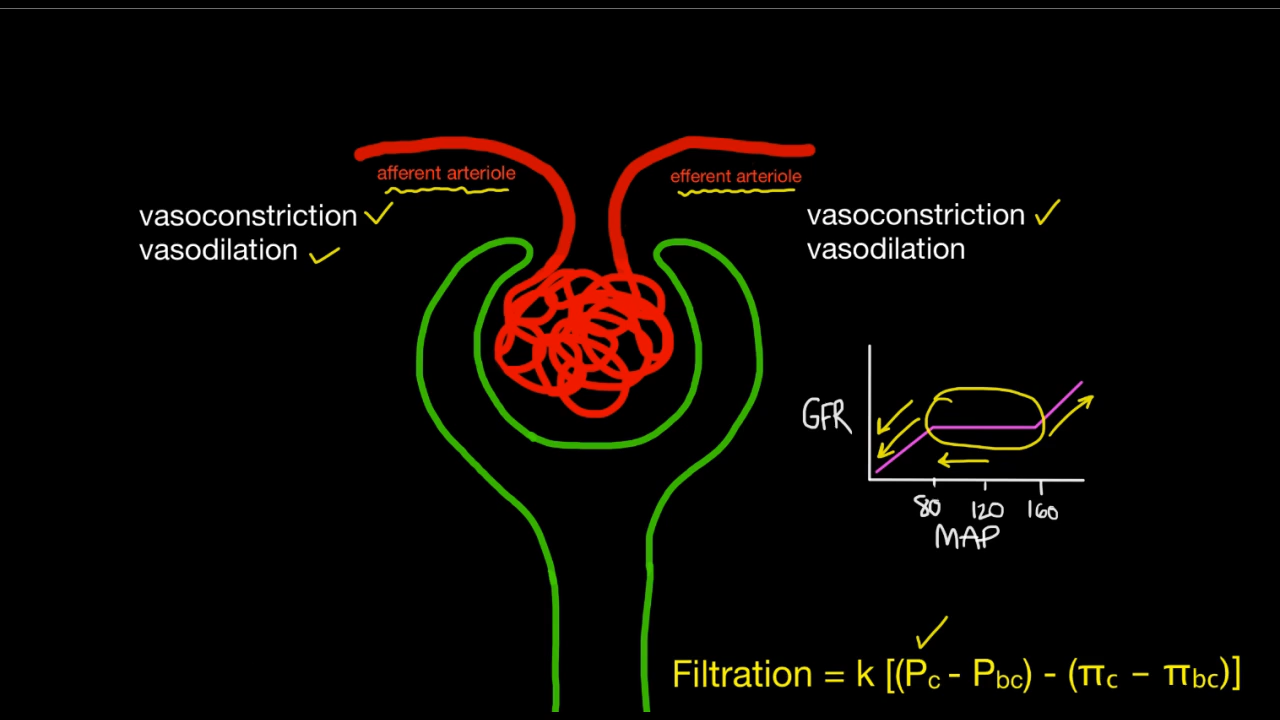 afferent arteriole
efferent arteriole
vasoconstriction
vasodilation
vasoconstriction
vasodilation
GFR
80 120 160
MAP
Filtration = k [(Pc - Pbc) - (πc – πbc)]